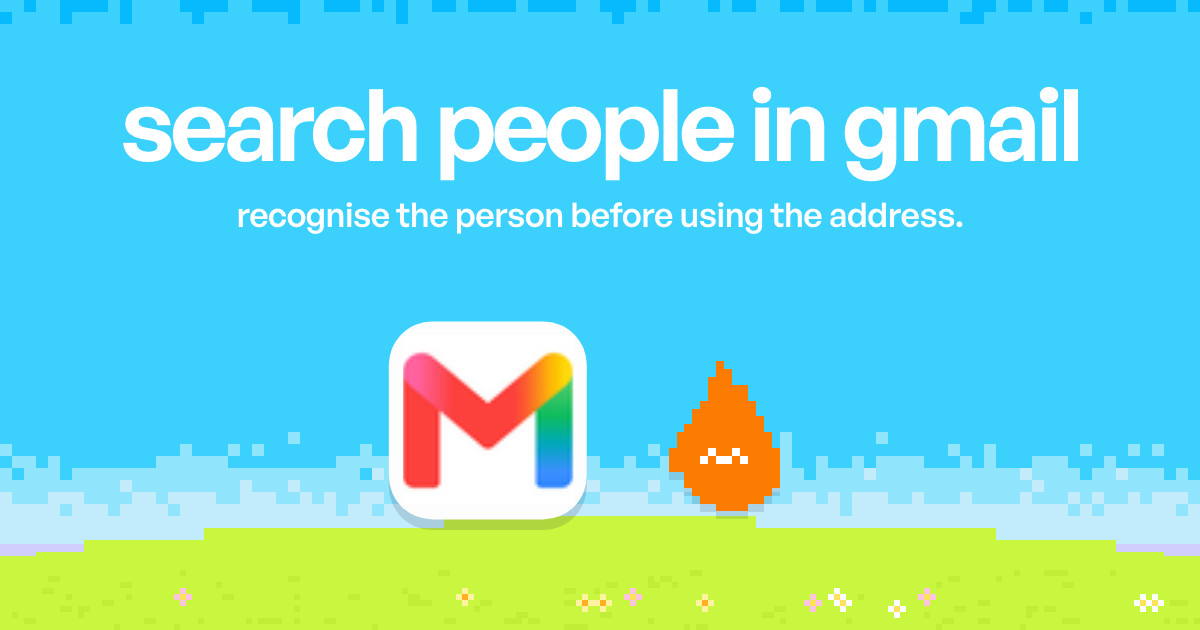 search people in gmail
recognise the person before using the address.